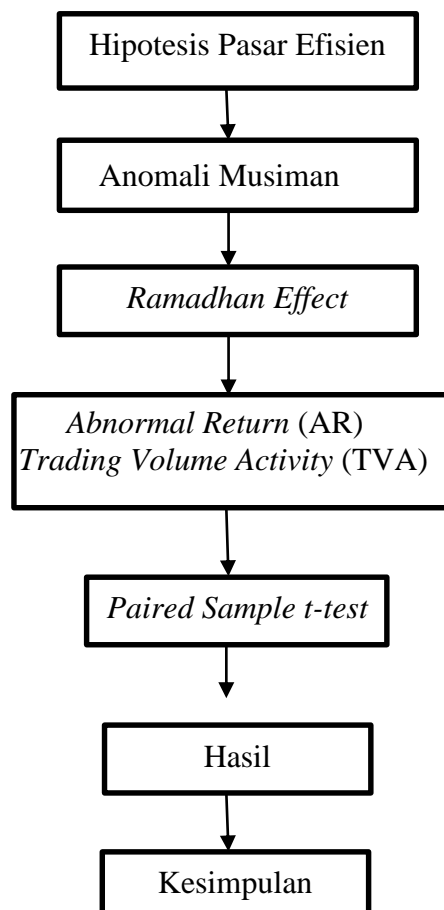 Hipotesis Pasar Efisien
Anomali Musiman
Ramadhan Effect
Abnormal Return (AR)
Trading Volume Activity (TVA)
Paired Sample t-test
Hasil
Kesimpulan